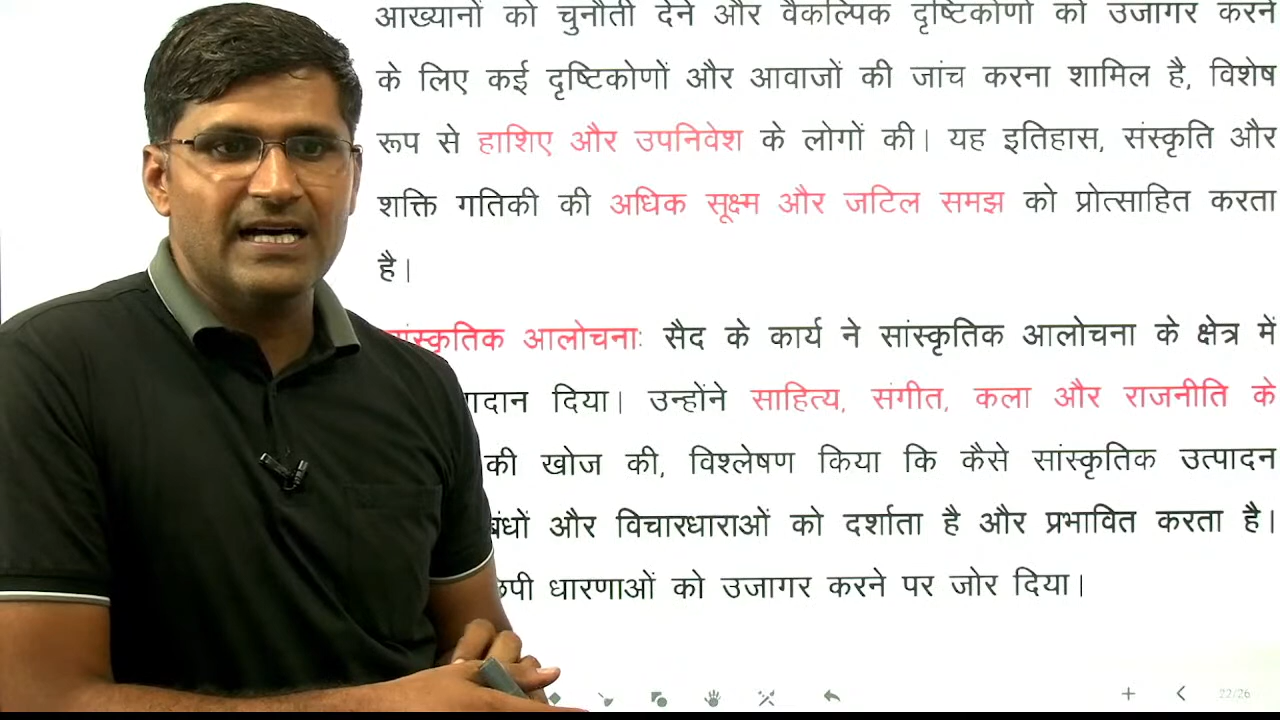 आख्यानों को चुनौती देने और वैकल्पिक दृष्टिकोणों को उजागर करने
के लिए कई दृष्टिकोणों और आवाजों की जांच करना शामिल है, विशेष
रूप से हाशिए और उपनिवेश के लोगों की। यह इतिहास, संस्कृति और
शक्ति गतिकी की अधिक सूक्ष्म और जटिल समझ को प्रोत्साहित करता
है।
सांस्कृतिक आलोचनाः सैद के कार्य ने सांस्कृतिक आलोचना के क्षेत्र में
दिया। उन्होंने साहित्य, संगीत, कला और राजनीति के
की खोज की, विश्लेषण किया कि कैसे सांस्कृतिक उत्पादन
और विचारधाराओं को दर्शाता है और प्रभावित करता है।
धारणाओं को उजागर करने पर जोर दिया।
22/26